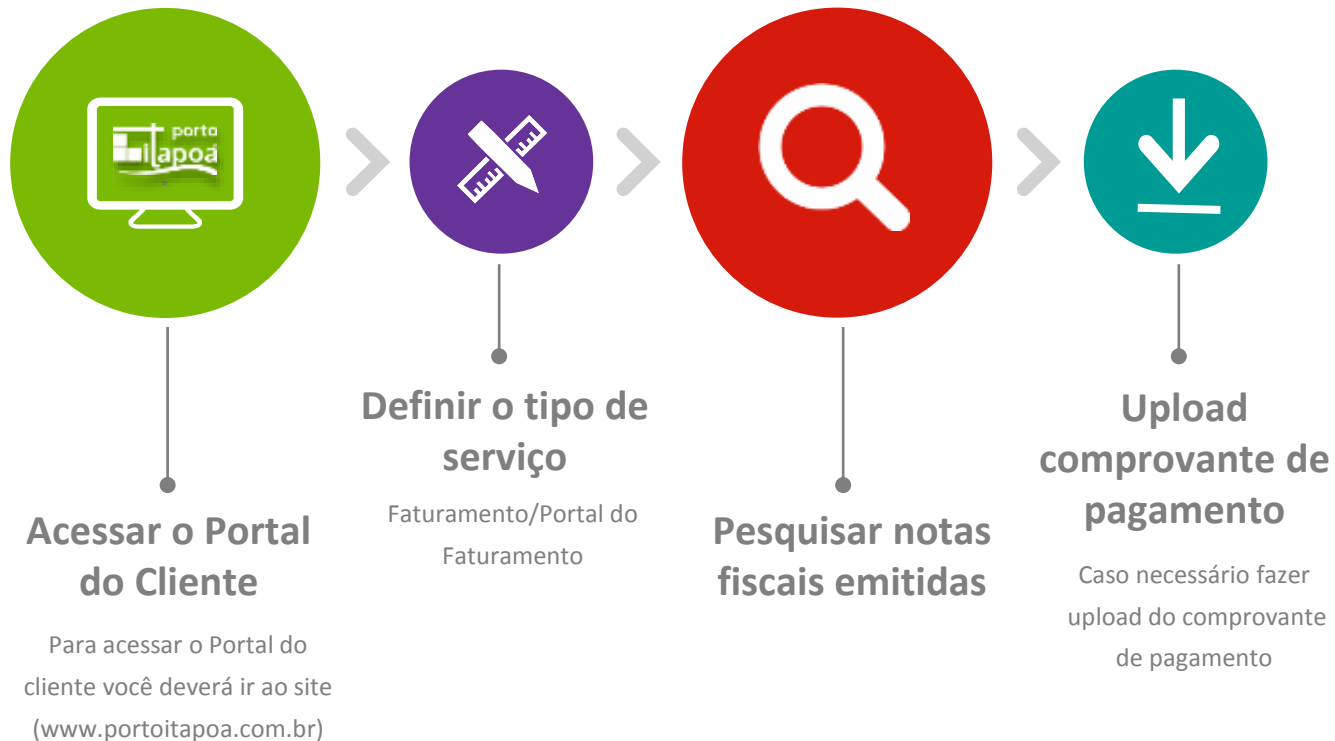 porto
itapoá
Acessar o Portal
do Cliente
Para acessar o Portal do
cliente você deverá ir ao site
(www.portoitapoa.com.br)
Definir o tipo de
serviço
Faturamento/Portal do
Faturamento
Pesquisar notas
fiscais emitidas
Upload
comprovante de
pagamento
Caso necessário fazer
upload do comprovante
de pagamento